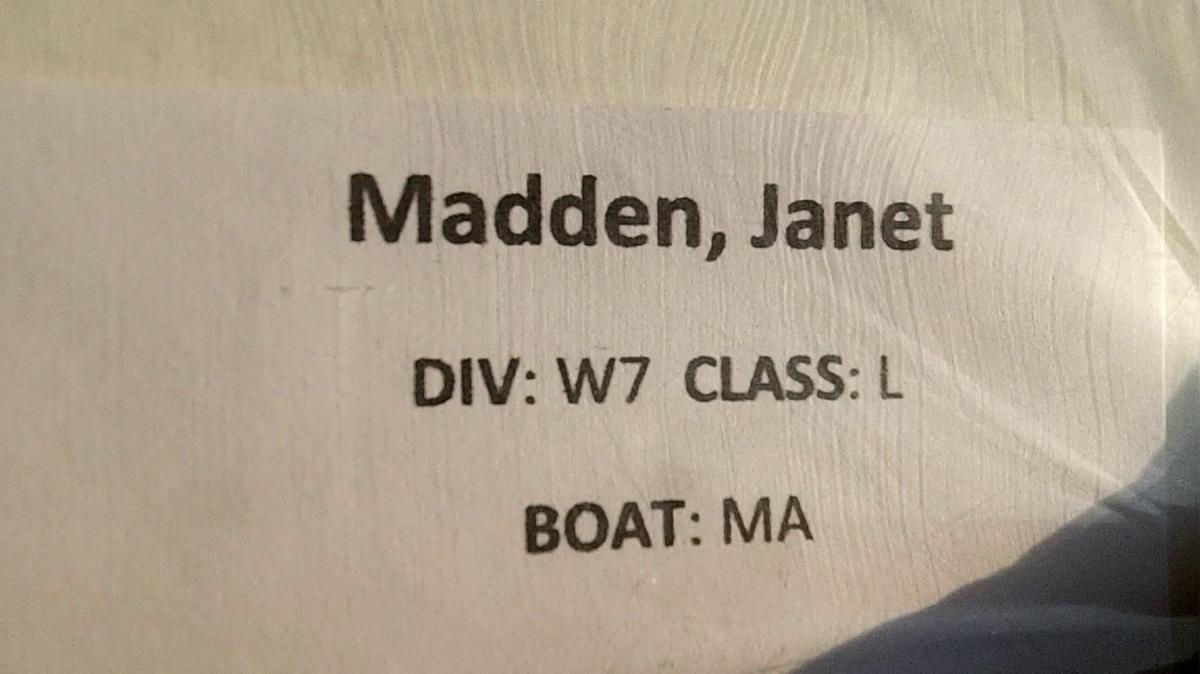 Madden, Janet
DIV: W7 CLASS: L
BOAT: MA